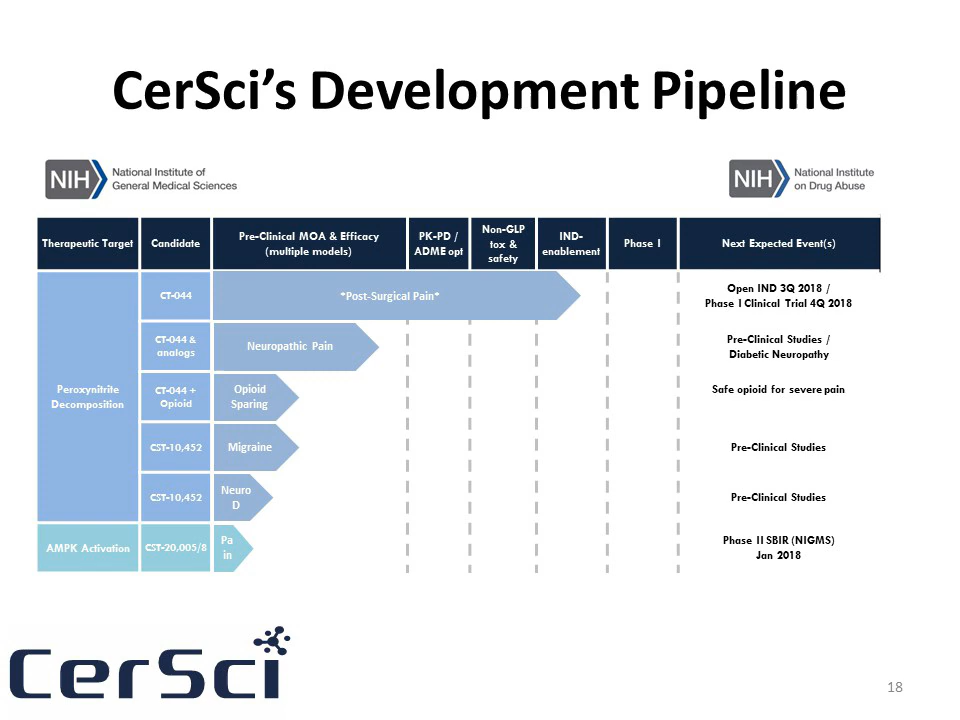 CerSci’s Development Pipeline
NIH
National Institute of
General Medical Sciences
NIH
National Institute
on Drug Abuse
Therapeutic Target
Candidate
Pre-Clinical MOA & Efficacy
(multiple models)
PK-PD /
ADME opt
Non-GLP
tox &
safety
IND-
enablement
Phase I
Next Expected Event(s)
Peroxynitrite
Decomposition
CT-044
*Post-Surgical Pain*
Open IND 3Q 2018 /
Phase I Clinical Trial 4Q 2018
CT-044 &
analogs
Neuropathic Pain
Pre-Clinical Studies /
Diabetic Neuropathy
CT-044 +
Opioid
Opioid
Sparing
Safe opioid for severe pain
CST-10,452
Migraine
Pre-Clinical Studies
CST-10,452
Neuro
D
Pre-Clinical Studies
AMPK Activation
CST-20,005/8
Pa
in
Phase II SBIR (NIGMS)
Jan 2018
CerSci
18